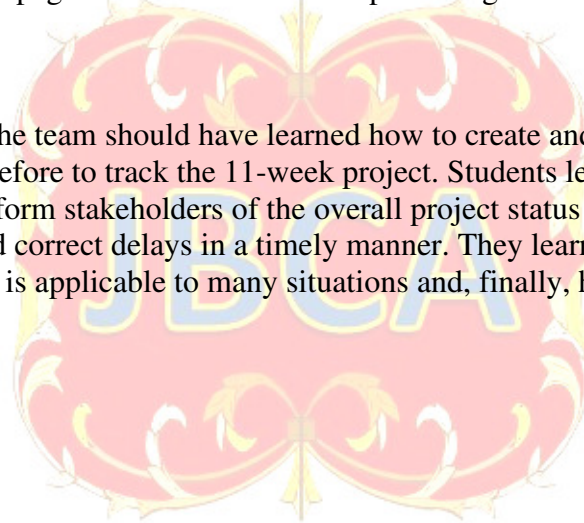 he team should have learned how to create and
efore to track the 11-week project. Students le
form stakeholders of the overall project status
d correct delays in a timely manner. They learn
is applicable to many situations and, finally,
JBCA